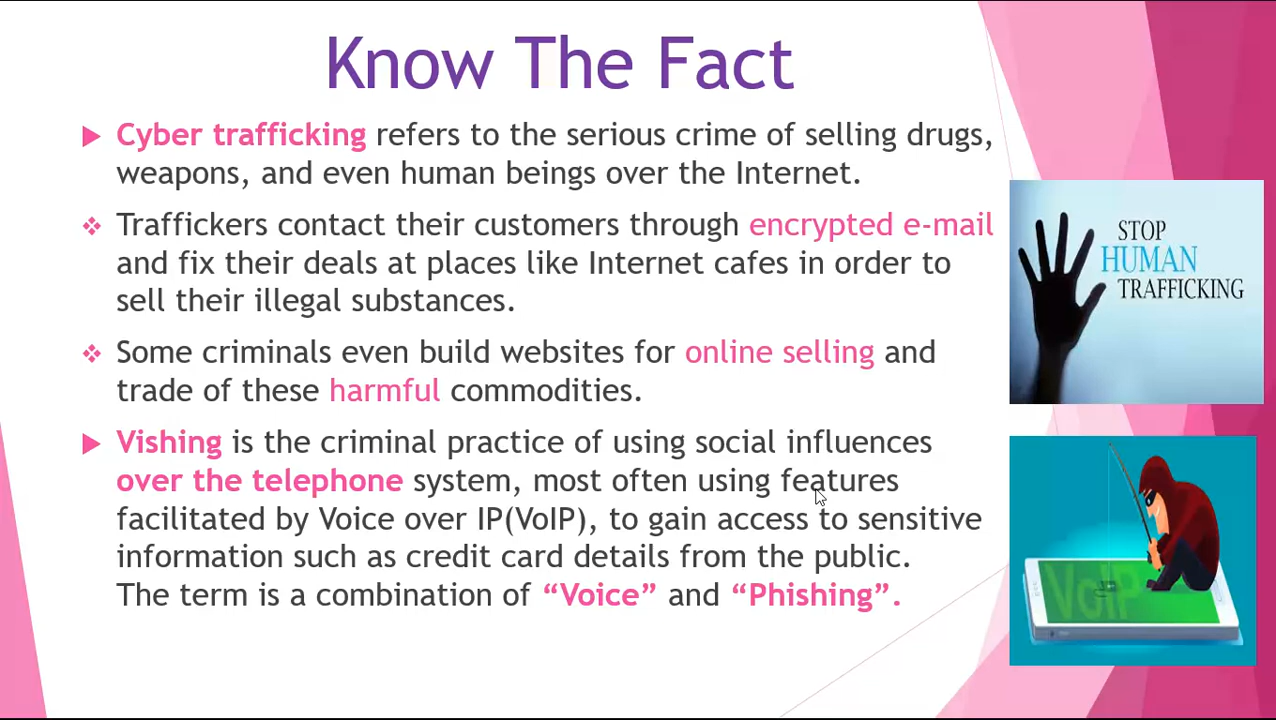 Know The Fact
Cyber trafficking refers to the serious crime of selling drugs,
weapons, and even human beings over the Internet.
Traffickers contact their customers through encrypted e-mail
and fix their deals at places like Internet cafes in order to
sell their illegal substances.
Some criminals even build websites for online selling and
trade of these harmful commodities.
Vishing is the criminal practice of using social influences
over the telephone system, most often using features
facilitated by Voice over IP(VoIP), to gain access to sensitive
information such as credit card details from the public.
The term is a combination of “Voice” and “Phishing”.
STOP
HUMAN
TRAFFICKING
VoIP